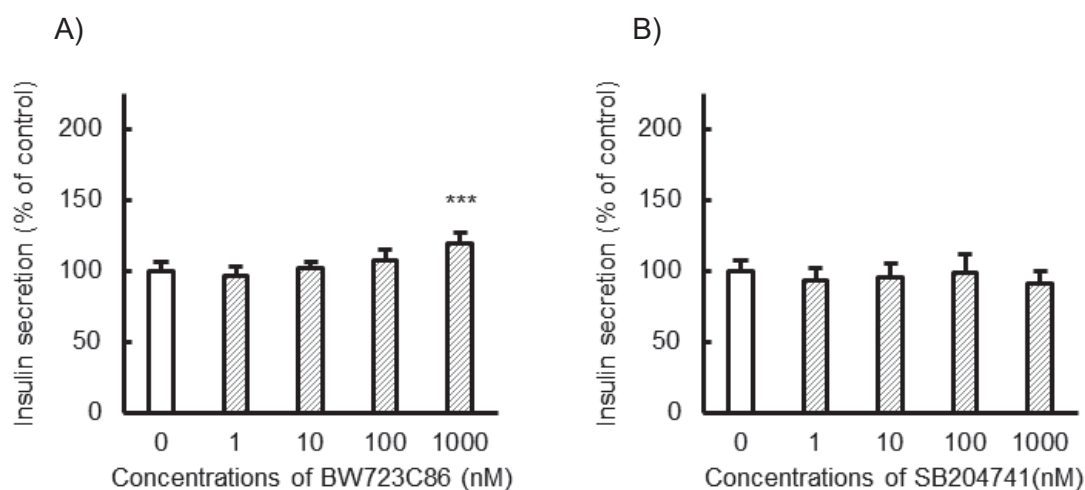 A)
Insulin secretion (% of control)
200
150
100
50
0
***
0 1 10 100 1000
Concentrations of BW723C86 (nM)
B)
Insulin secretion (% of control)
200
150
100
50
0
0 1 10 100 1000
Concentrations of SB204741(nM)